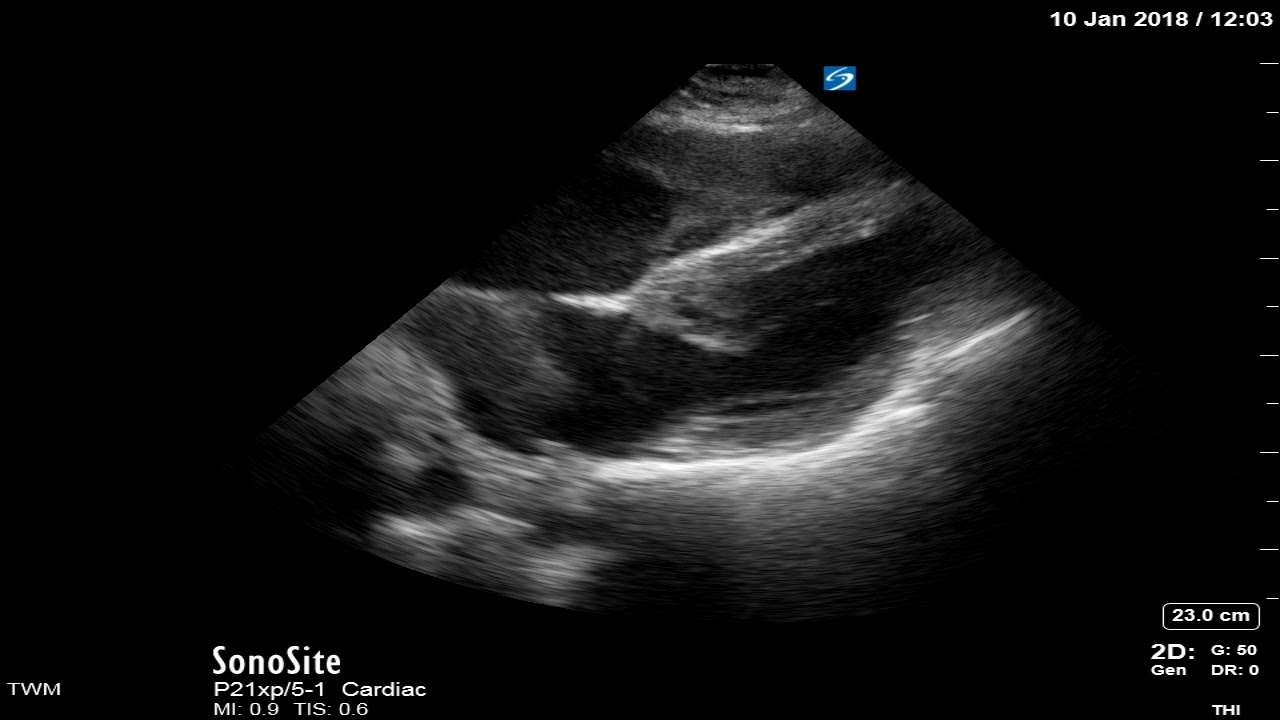 10 Jan 2018 / 12:03
23.0 cm
2D: G: 50
Gen DR: 0
THI
SonoSite
TWM
P21xp/5-1 Cardiac
MI: 0.9 TIS: 0.6